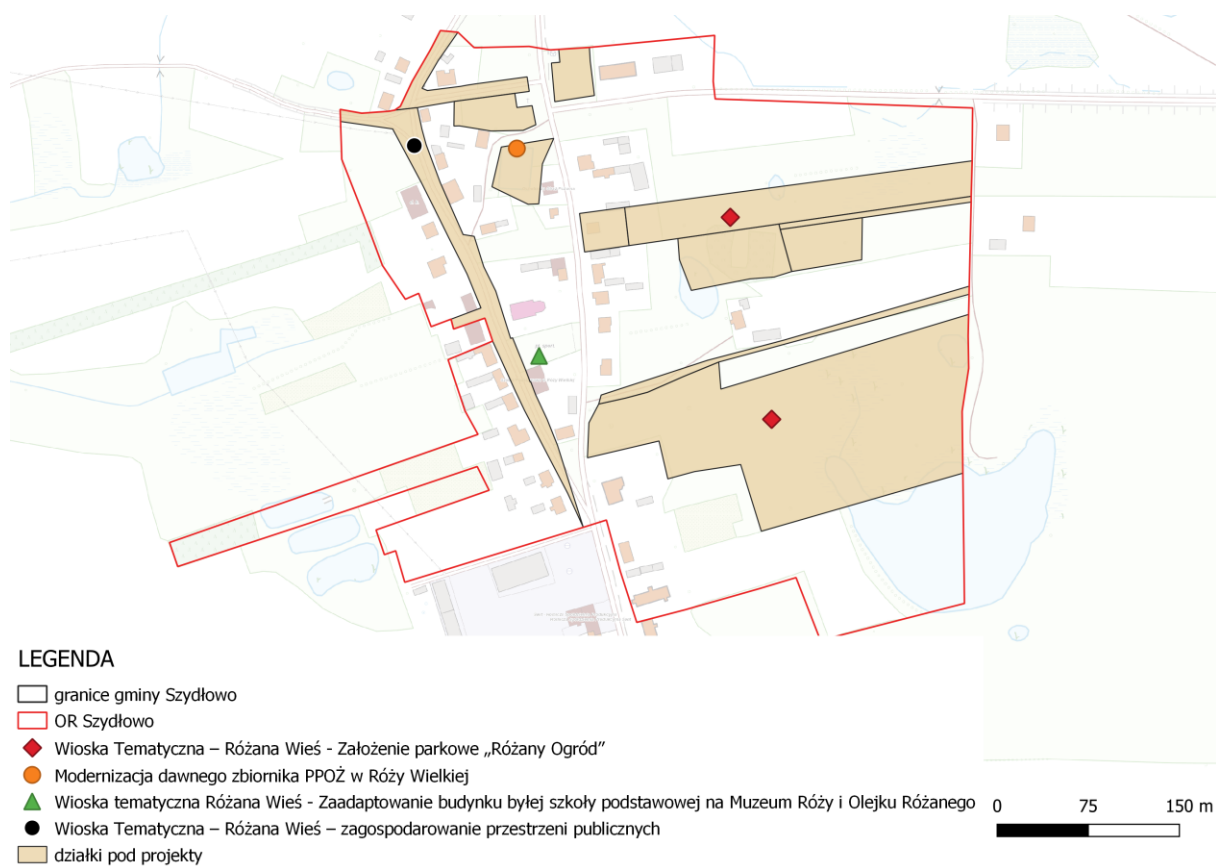 LEGENDA
granice gminy Szydłowo
OR Szydłowo
Wioska Tematyczna – Różana Wieś - Założenie parkowe „Różany Ogród”
Modernizacja dawnego zbiornika PPOŻ w Róży Wielkiej
Wioska tematyczna Różana Wieś - Zaadaptowanie budynku byłej szkoły podstawowej na Muzeum Róży i Olejku Różanego
Wioska Tematyczna – Różana Wieś – zagospodarowanie przestrzeni publicznych
działki pod projekty
0 75 150 m